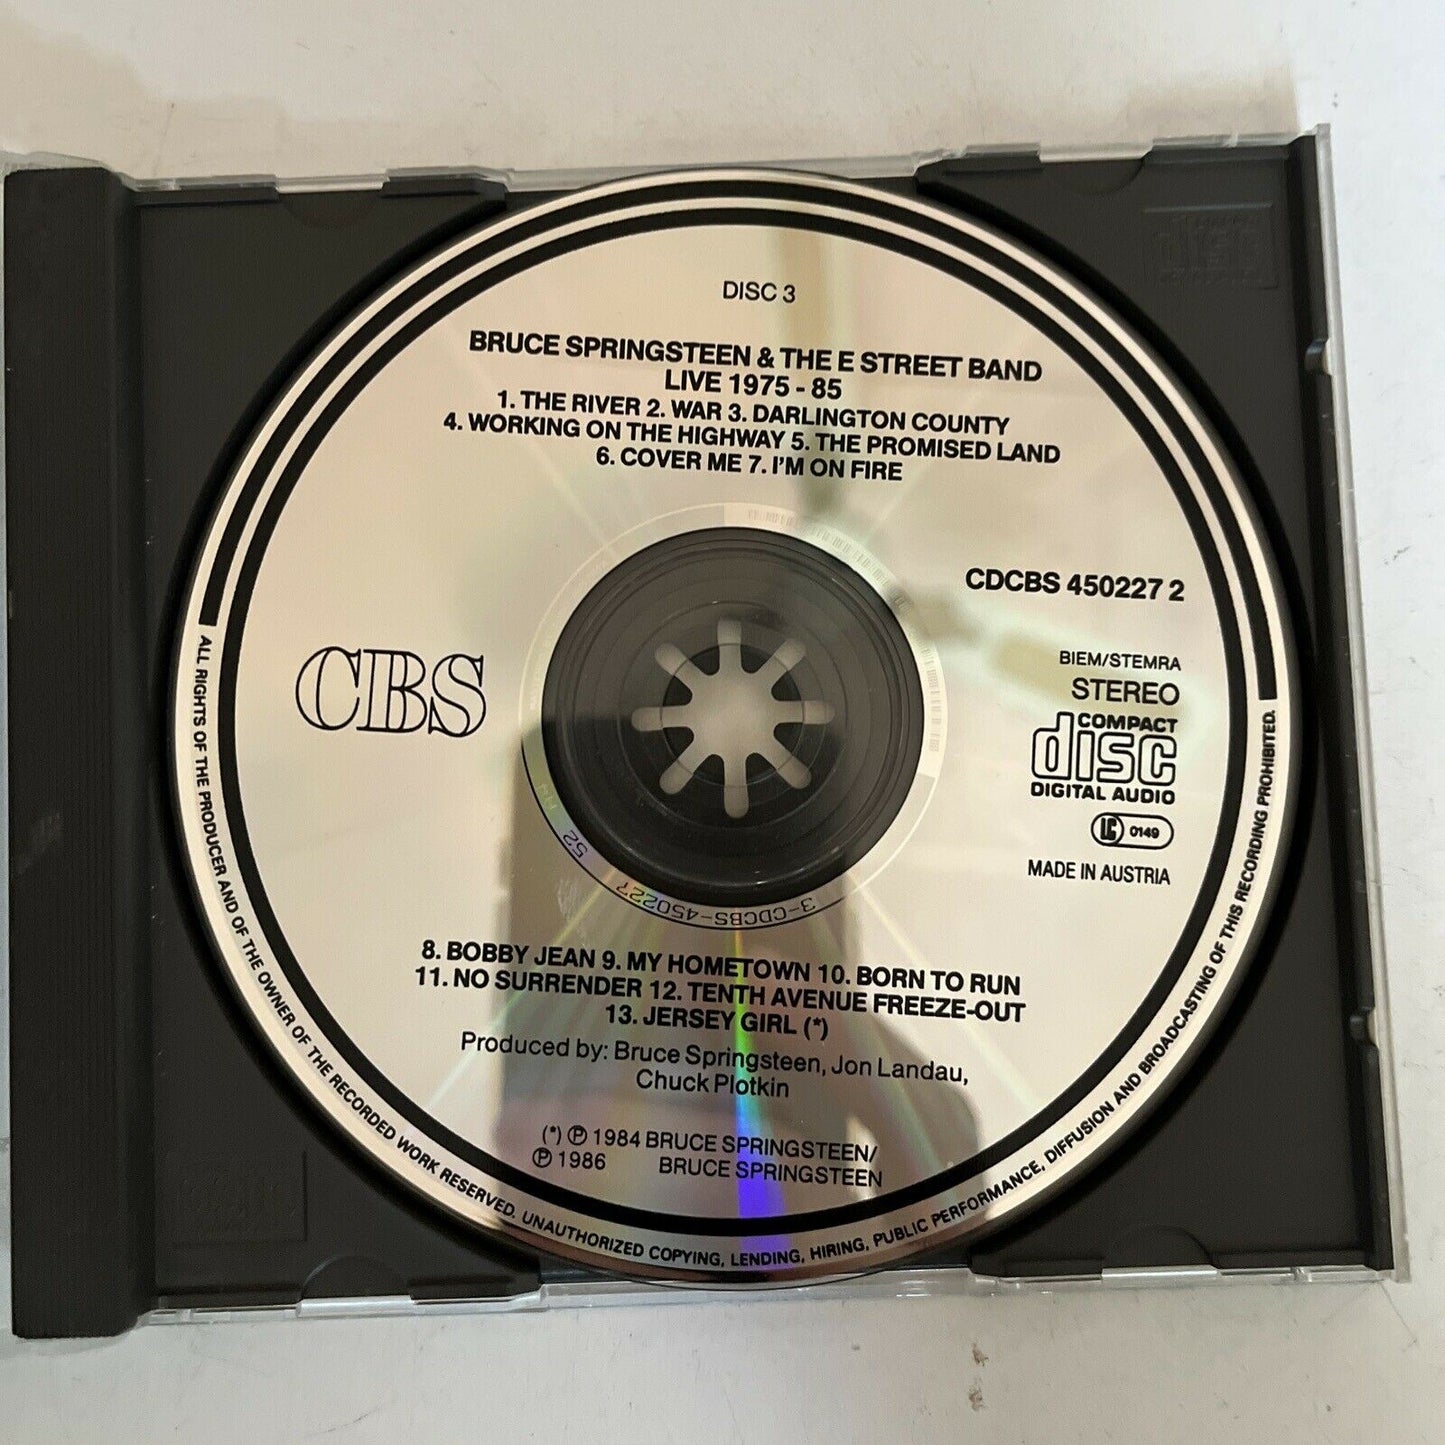 DISC 3
BRUCE SPRINGSTEEN & THE E STREET BAND
LIVE 1975 - 85
1. THE RIVER 2. WAR 3. DARLINGTON COUNTY
4. WORKING ON THE HIGHWAY 5. THE PROMISED LAND
6. COVER ME 7. I'M ON FIRE
CDCBS 450227 2
CBS
BIEM/STEMRA
STEREO
COMPACT
disc
DIGITAL AUDIO
LC 0149
MADE IN AUSTRIA
52
3-CDCBS-450227
8. BOBBY JEAN 9. MY HOMETOWN 10. BORN TO RUN
11. NO SURRENDER 12. TENTH AVENUE FREEZE-OUT
13. JERSEY GIRL (*)
Produced by: Bruce Springsteen, Jon Landau,
Chuck Plotkin
(*) ℗ 1984 BRUCE SPRINGSTEEN/
℗ 1986 BRUCE SPRINGSTEEN
ALL RIGHTS OF THE PRODUCER AND OF THE OWNER OF THE RECORDED WORK RESERVED. UNAUTHORIZED COPYING, LENDING, HIRING, PUBLIC PERFORMANCE, DIFFUSION AND BROADCASTING OF THIS RECORDING PROHIBITED.
disc